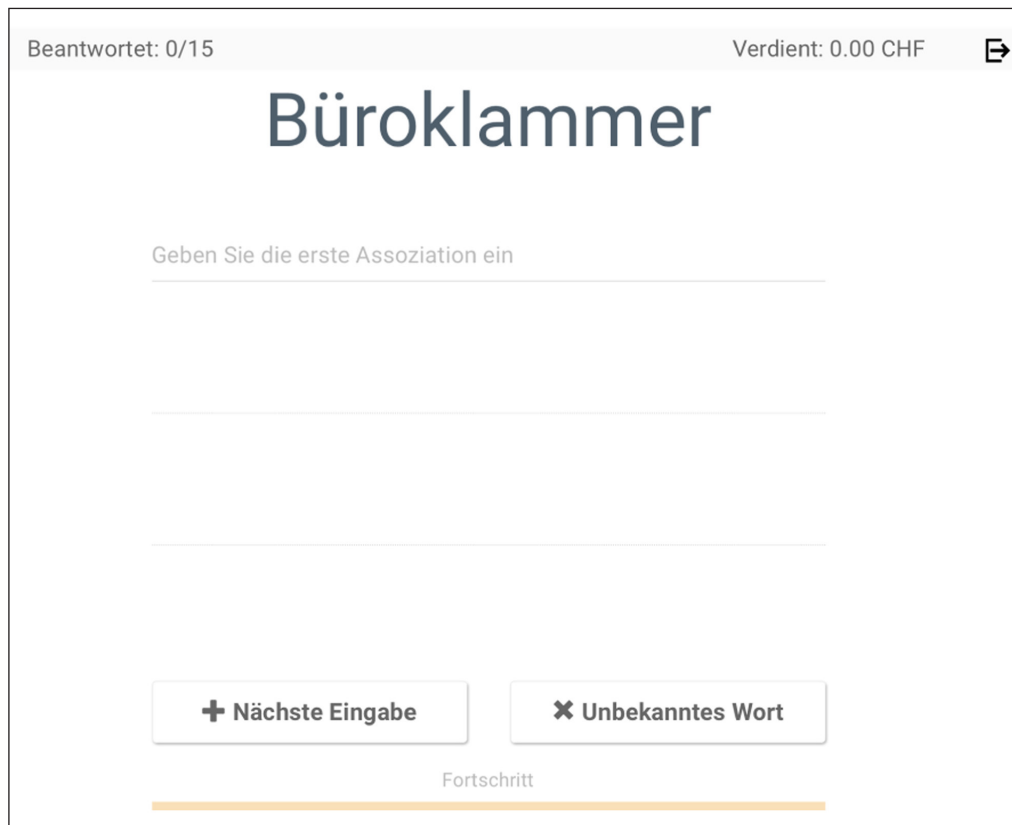 Beantwortet: 0/15 Verdient: 0.00 CHF
Büroklammer
Geben Sie die erste Assoziation ein
Nächste Eingabe Unbekanntes Wort
Fortschritt